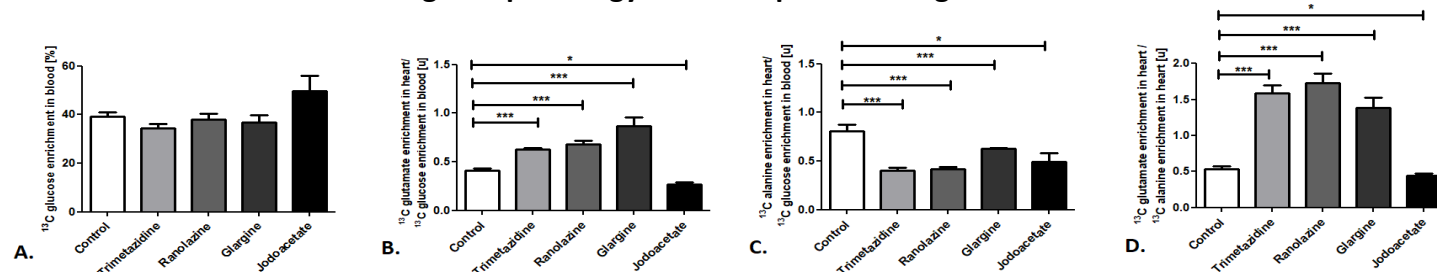 A.
¹³C glucose enrichment in blood [%]
80
60
40
20
0
Control
Trimetazidine
Ranolazine
Glargine
Jodoacetate
B.
¹³C glutamate enrichment in heart/
¹³C glucose enrichment in blood [u]
1.5
1.0
0.5
0.0
*
***
***
***
Control
Trimetazidine
Ranolazine
Glargine
Jodoacetate
C.
¹³C alanine enrichment in heart/
¹³C glucose enrichment in blood [u]
1.5
1.0
0.5
0.0
*
***
***
***
Control
Trimetazidine
Ranolazine
Glargine
Jodoacetate
D.
¹³C glutamate enrichment in heart /
¹³C alanine enrichment in heart [u]
2.0
1.5
1.0
0.5
0.0
*
***
***
***
Control
Trimetazidine
Ranolazine
Glargine
Jodoacetate